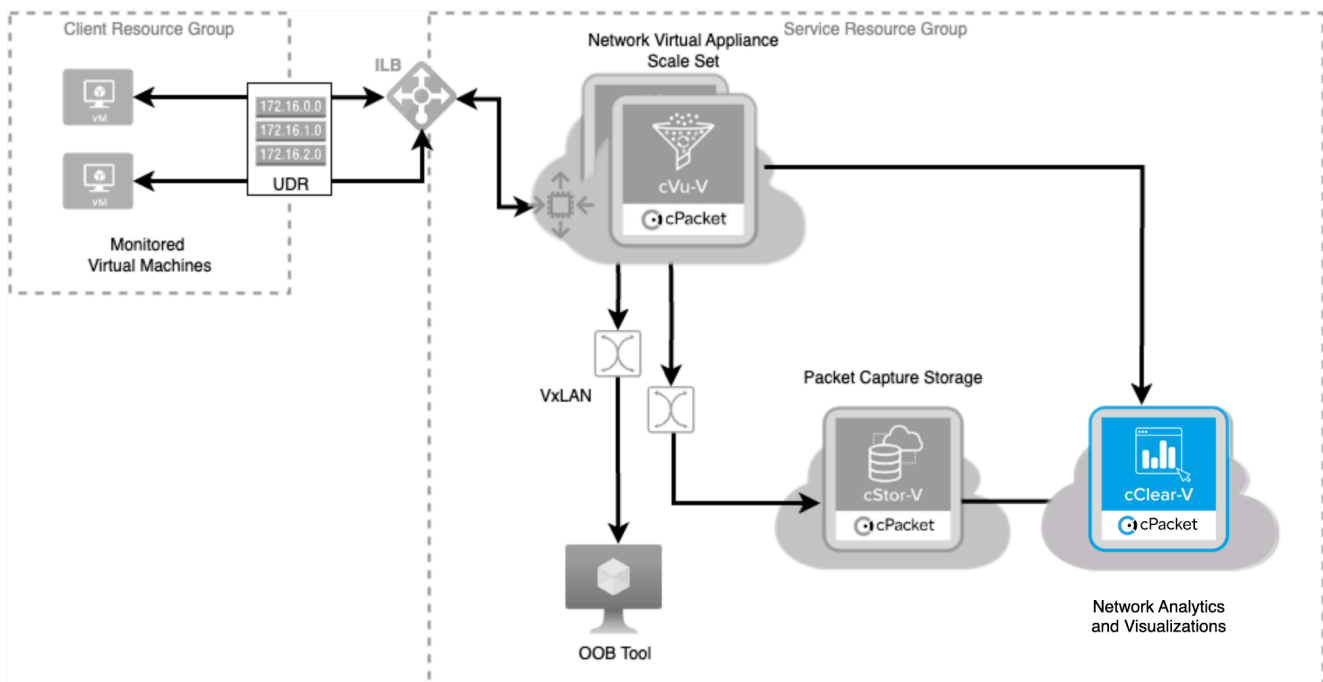 Client Resource Group
Service Resource Group
Network Virtual Appliance
Scale Set
ILB
VM
VM
172.16.0.0
172.16.1.0
172.16.2.0
UDR
Monitored
Virtual Machines
cVu-V
cPacket
VxLAN
Packet Capture Storage
cStor-V
cPacket
cClear-V
cPacket
OOB Tool
Network Analytics
and Visualizations